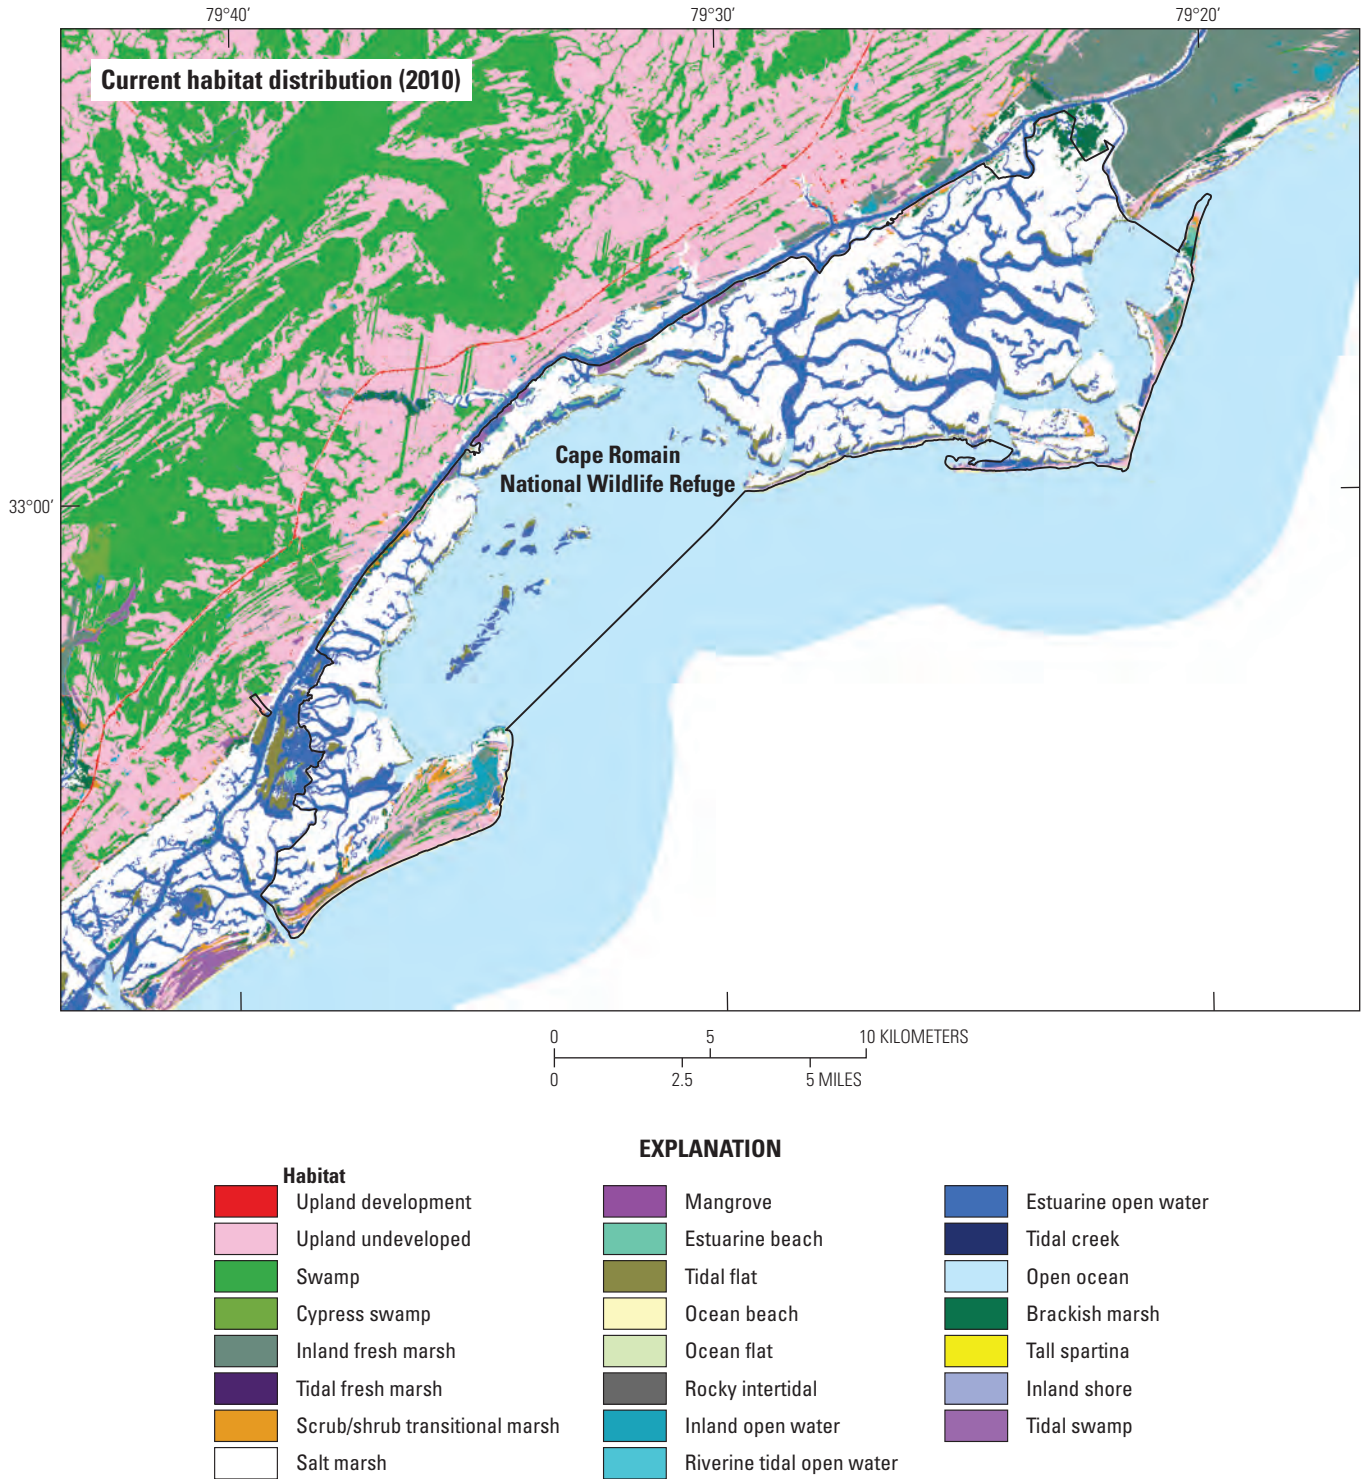 79°40′ 79°30′ 79°20′
Current habitat distribution (2010)
Cape Romain
National Wildlife Refuge
33°00′
0 5 10 KILOMETERS
0 2.5 5 MILES
EXPLANATION
Habitat
Upland development
Upland undeveloped
Swamp
Cypress swamp
Inland fresh marsh
Tidal fresh marsh
Scrub/shrub transitional marsh
Salt marsh
Mangrove
Estuarine beach
Tidal flat
Ocean beach
Ocean flat
Rocky intertidal
Inland open water
Riverine tidal open water
Estuarine open water
Tidal creek
Open ocean
Brackish marsh
Tall spartina
Inland shore
Tidal swamp